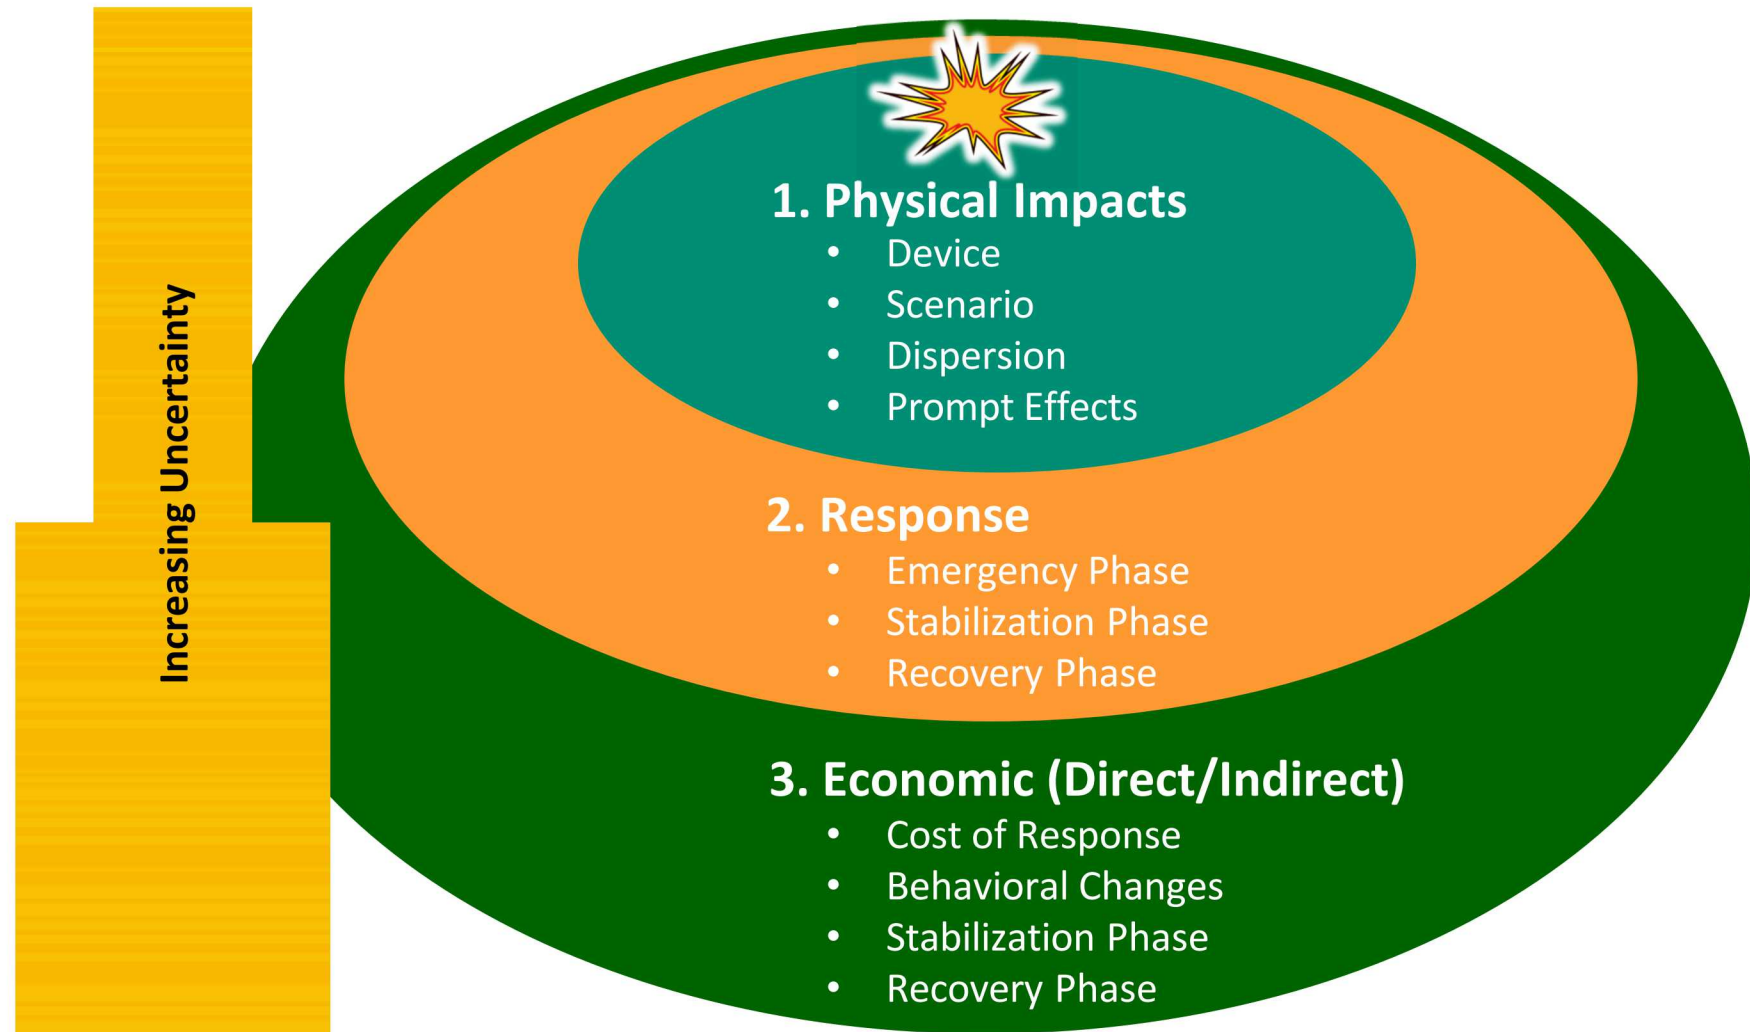 Increasing Uncertainty
1. Physical Impacts
• Device
• Scenario
• Dispersion
• Prompt Effects
2. Response
• Emergency Phase
• Stabilization Phase
• Recovery Phase
3. Economic (Direct/Indirect)
• Cost of Response
• Behavioral Changes
• Stabilization Phase
• Recovery Phase